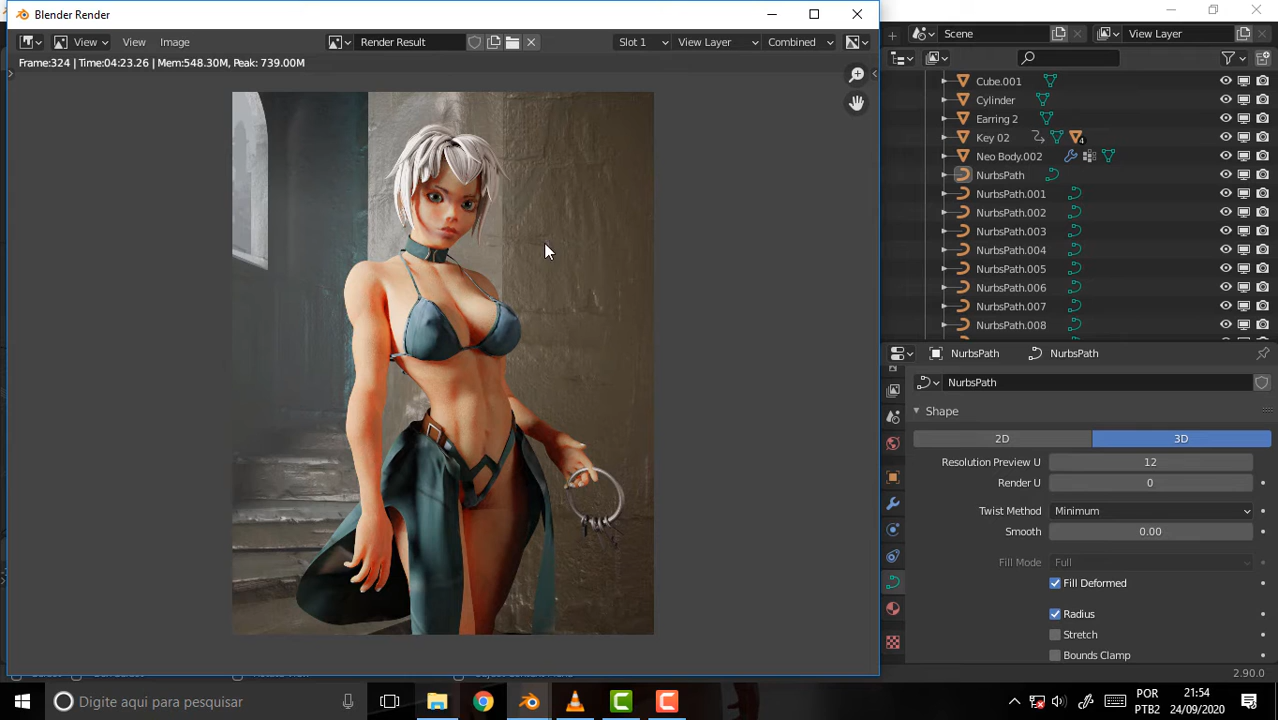 Blender Render
View View Image Render Result Slot 1 View Layer Combined
Frame:324 | Time:04:23.26 | Mem:548.30M, Peak: 739.00M
Scene View Layer
Cube.001
Cylinder
Earring 2
Key 02 4
Neo Body.002
NurbsPath
NurbsPath.001
NurbsPath.002
NurbsPath.003
NurbsPath.004
NurbsPath.005
NurbsPath.006
NurbsPath.007
NurbsPath.008
NurbsPath NurbsPath
NurbsPath
Shape
2D 3D
Resolution Preview U 12
Render U 0
Twist Method Minimum
Smooth 0.00
Fill Mode Full
Fill Deformed
Radius
Stretch
Bounds Clamp
2.90.0
Digite aqui para pesquisar
POR 21:54
PTB2 24/09/2020